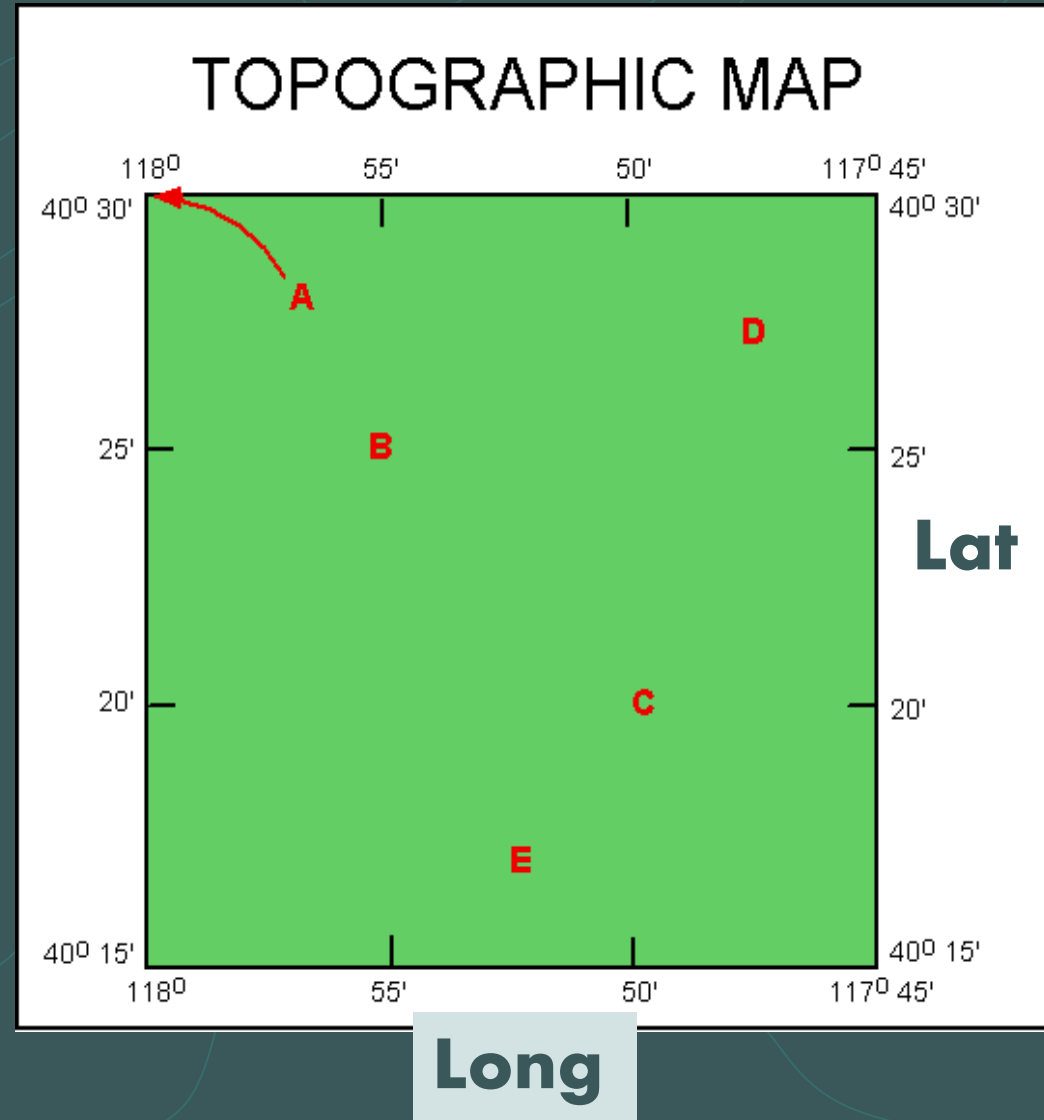 TOPOGRAPHIC MAP
118⁰ 55' 50' 117⁰ 45'
40⁰ 30' 40⁰ 30'
A
D
25' B 25'
Lat
20' C 20'
E
40⁰ 15' 40⁰ 15'
118⁰ 55' 50' 117⁰ 45'
Long